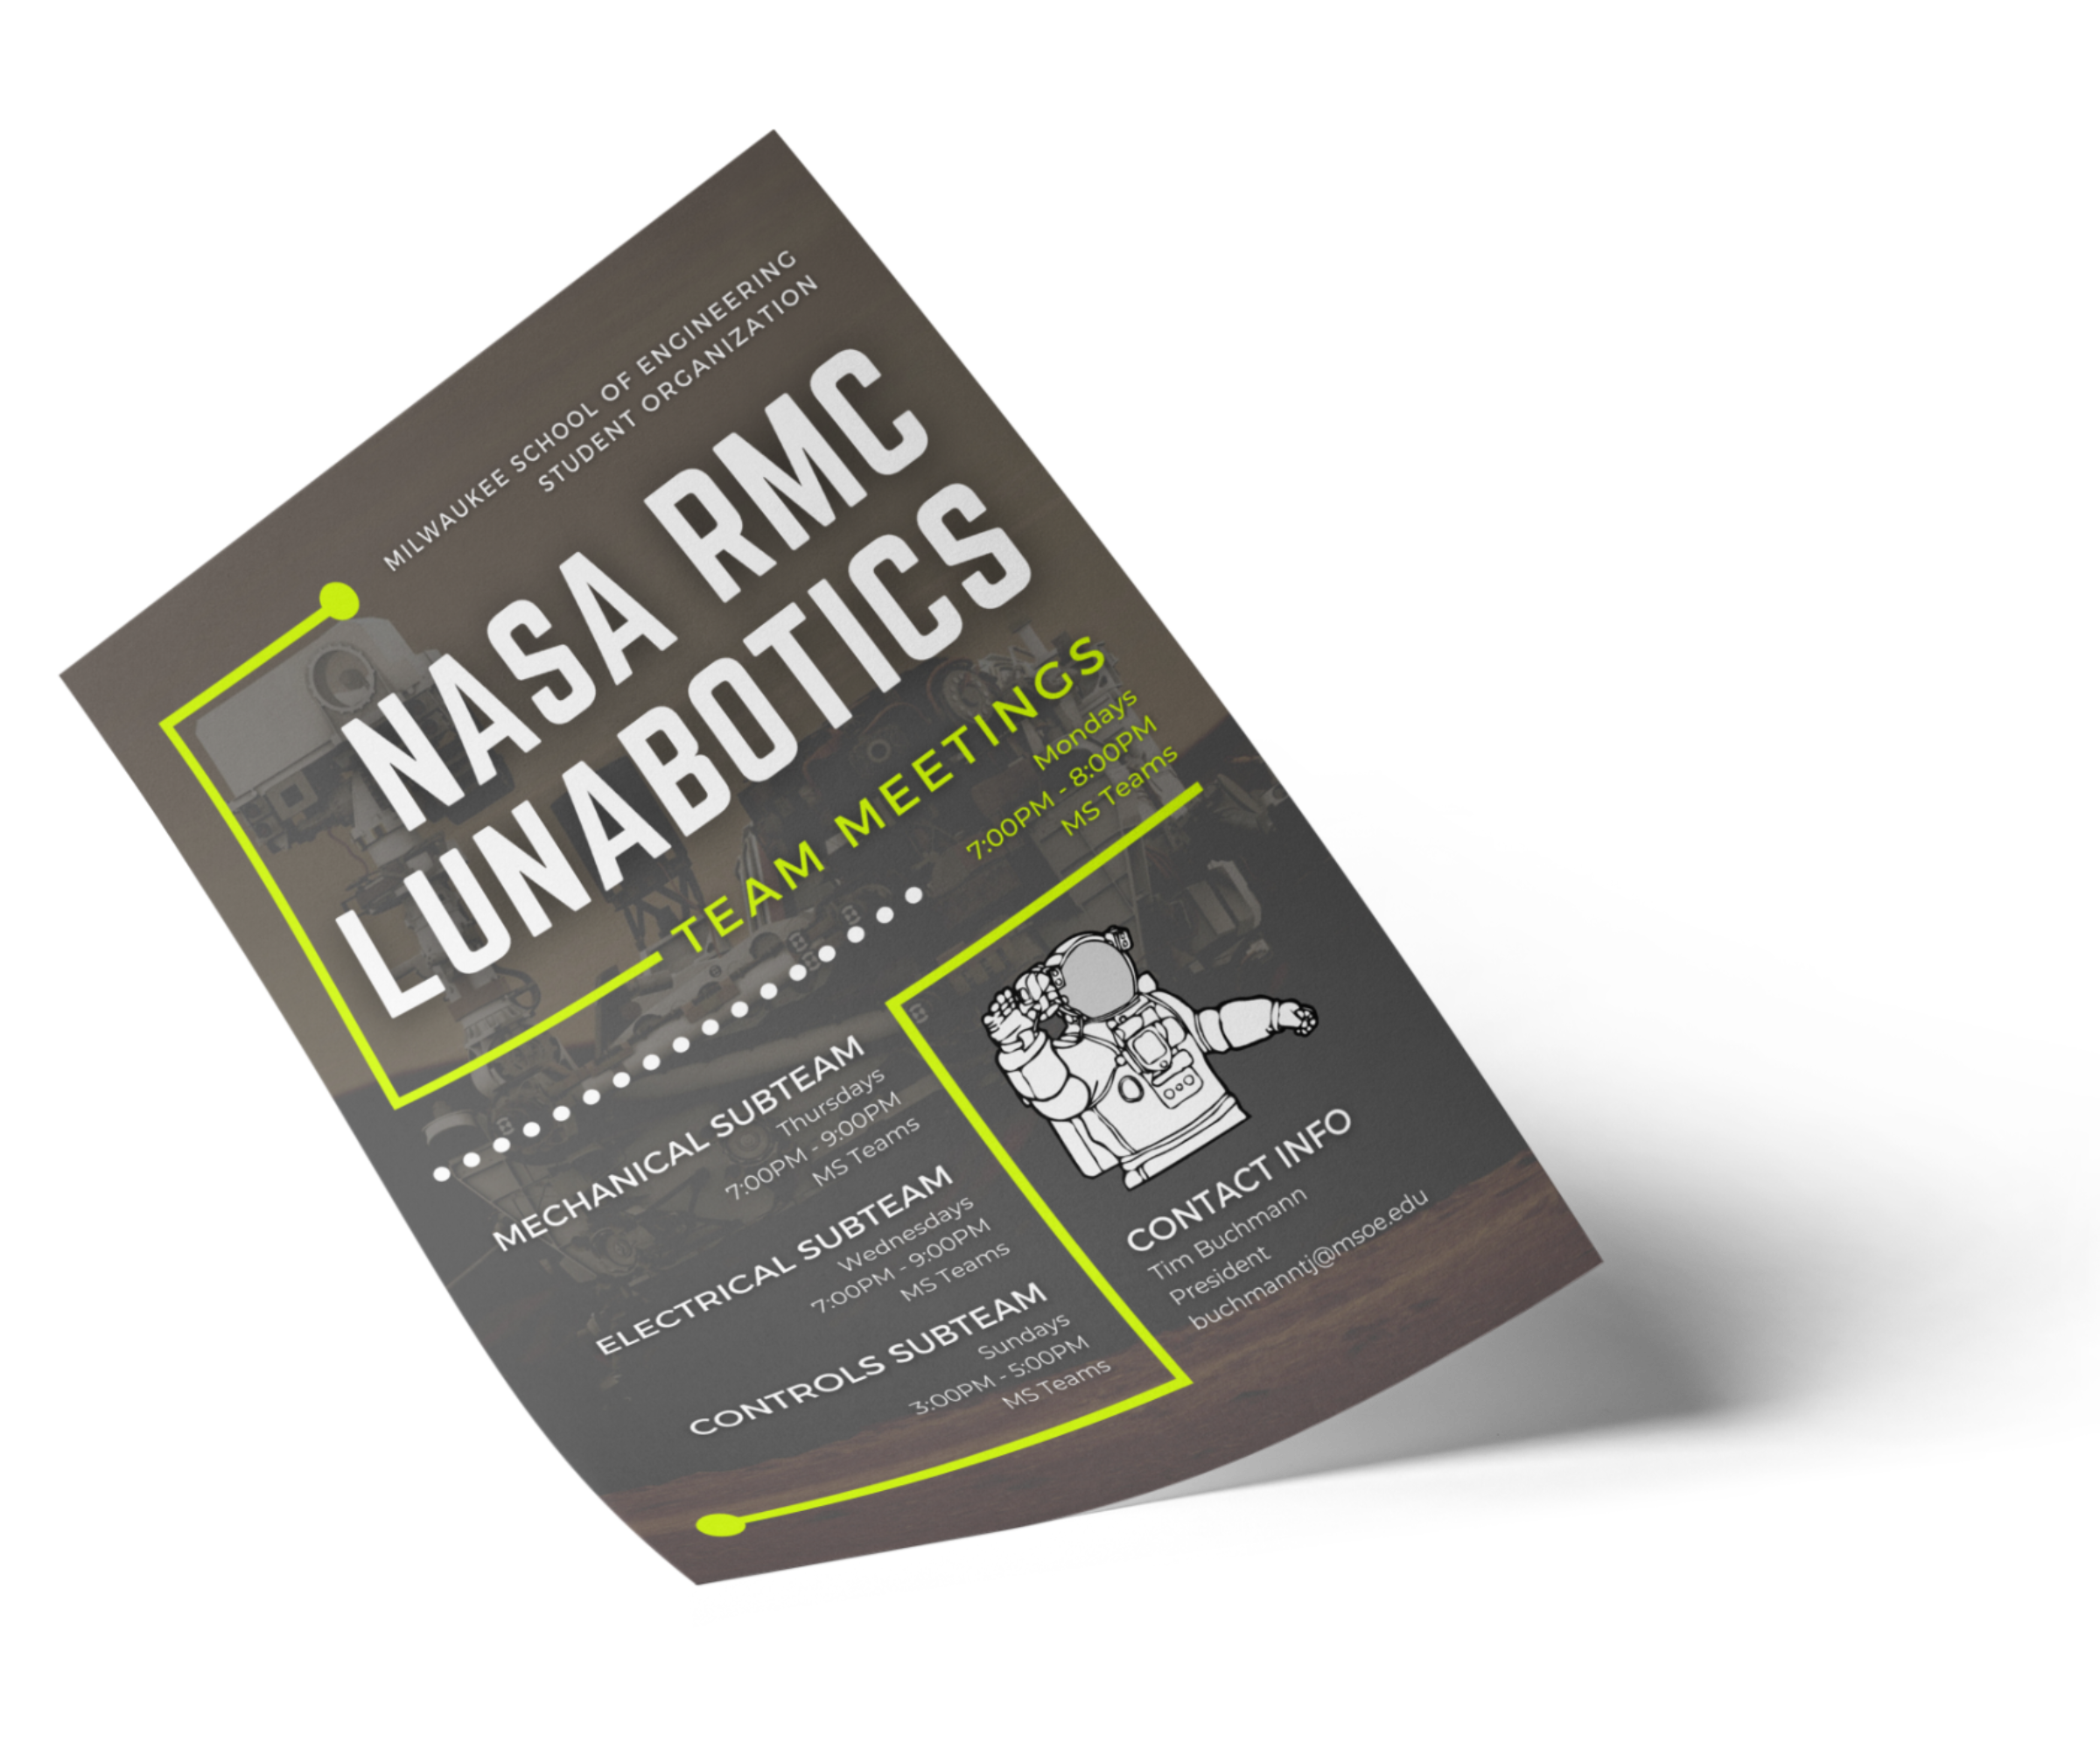 MILWAUKEE SCHOOL OF ENGINEERING
STUDENT ORGANIZATION
NASA RMC
LUNABOTICS
TEAM MEETINGS
Mondays
7:00PM - 8:00PM
MS Teams
MECHANICAL SUBTEAM
Thursdays
7:00PM - 9:00PM
MS Teams
ELECTRICAL SUBTEAM
Wednesdays
7:00PM - 9:00PM
MS Teams
CONTROLS SUBTEAM
Sundays
3:00PM - 5:00PM
MS Teams
CONTACT INFO
Tim Buchmann
President
buchmanntj@msoe.edu